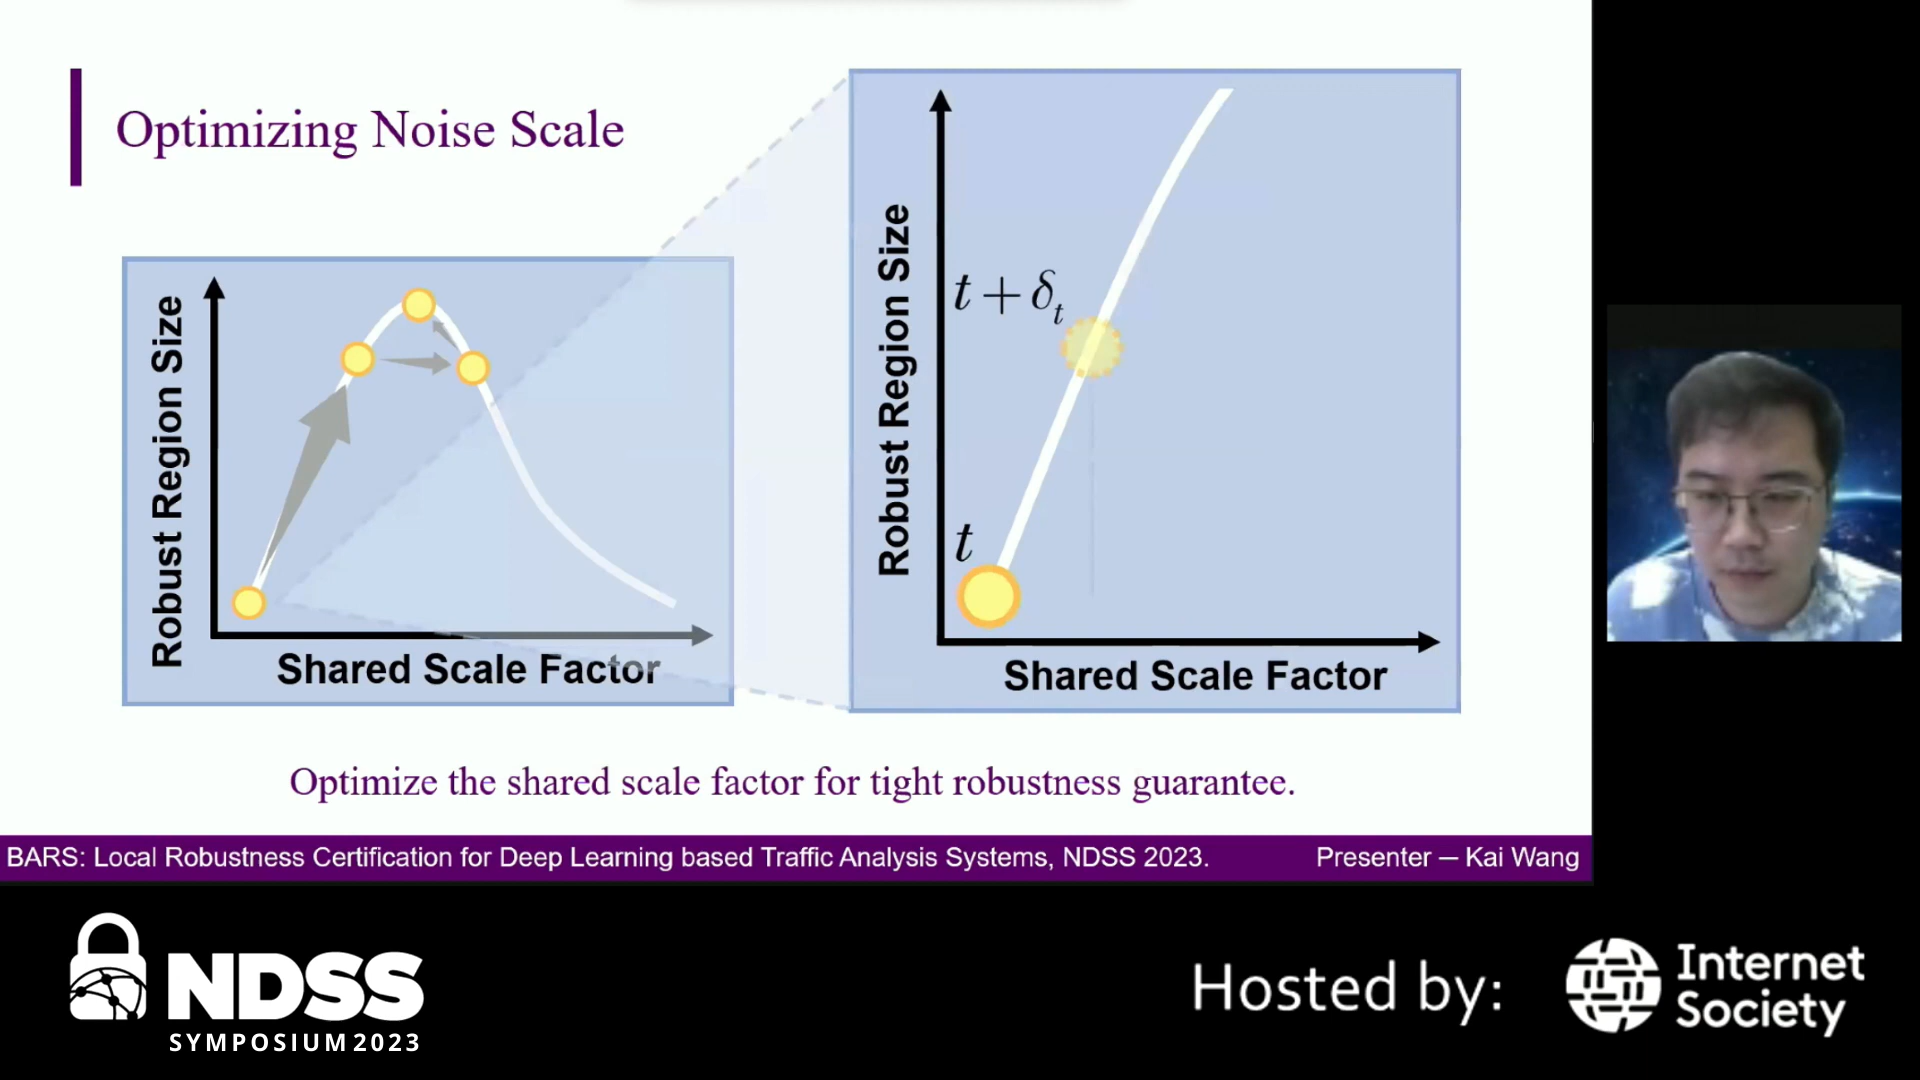 Optimizing Noise Scale
Robust Region Size
Shared Scale Factor
Robust Region Size
t + δt
t
Shared Scale Factor
Optimize the shared scale factor for tight robustness guarantee.
BARS: Local Robustness Certification for Deep Learning based Traffic Analysis Systems, NDSS 2023.
Presenter — Kai Wang
NDSS
SYMPOSIUM 2023
Hosted by:
Internet
Society